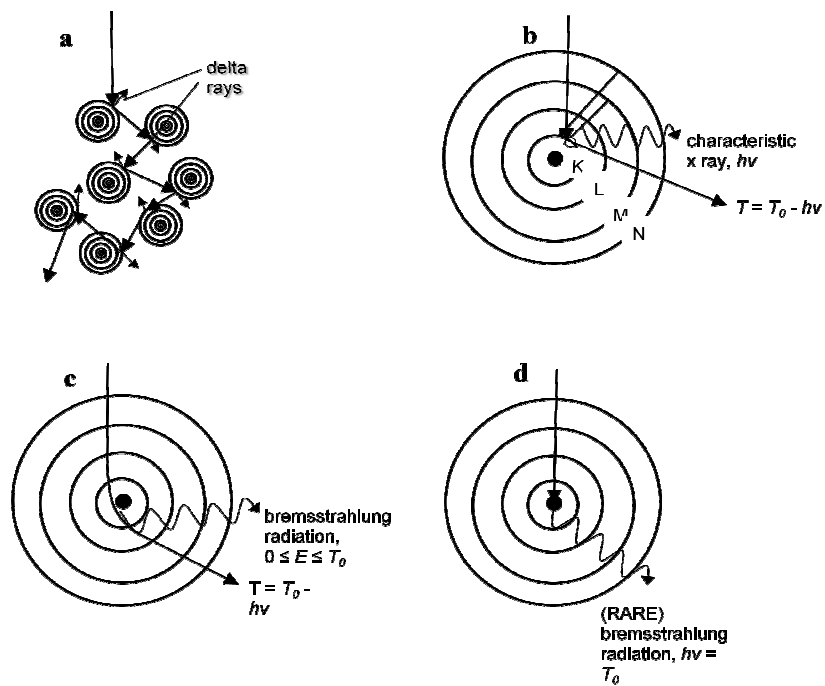 a
delta
rays
b
K
L
M
N
characteristic
x ray, hν
T = T₀ - hν
c
bremsstrahlung
radiation,
0 ≤ E ≤ T₀
T = T₀ -
hν
d
(RARE)
bremsstrahlung
radiation, hν =
T₀